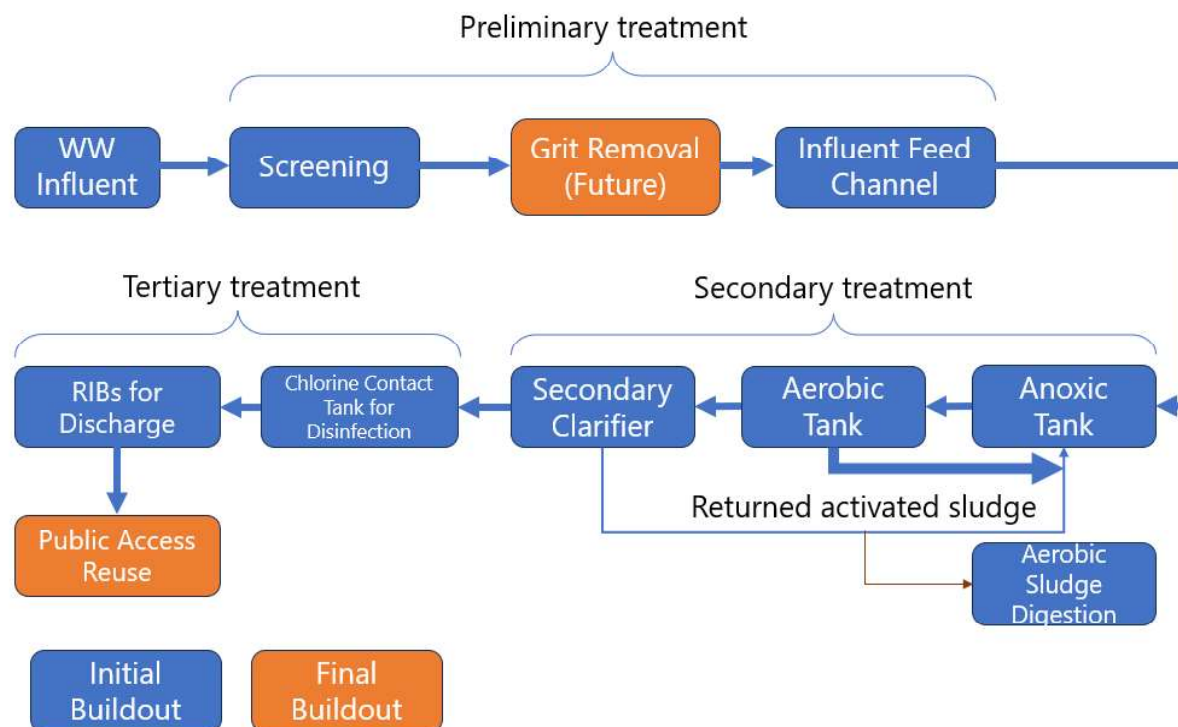 Preliminary treatment
WW
Influent
Screening
Grit Removal
(Future)
Influent Feed
Channel
Tertiary treatment
Secondary treatment
RIBs for
Discharge
Chlorine Contact
Tank for
Disinfection
Secondary
Clarifier
Aerobic
Tank
Anoxic
Tank
Returned activated sludge
Public Access
Reuse
Aerobic
Sludge
Digestion
Initial
Buildout
Final
Buildout